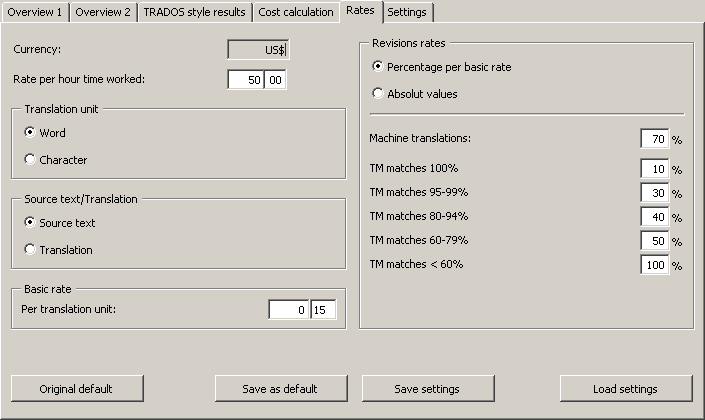 Overview 1 Overview 2 TRADOS style results Cost calculation Rates Settings
Currency: US$
Rate per hour time worked: 50 00
Translation unit
Word
Character
Source text/Translation
Source text
Translation
Basic rate
Per translation unit: 0 15
Revisions rates
Percentage per basic rate
Absolut values
Machine translations: 70 %
TM matches 100% 10 %
TM matches 95-99% 30 %
TM matches 80-94% 40 %
TM matches 60-79% 50 %
TM matches < 60% 100 %
Original default Save as default Save settings Load settings